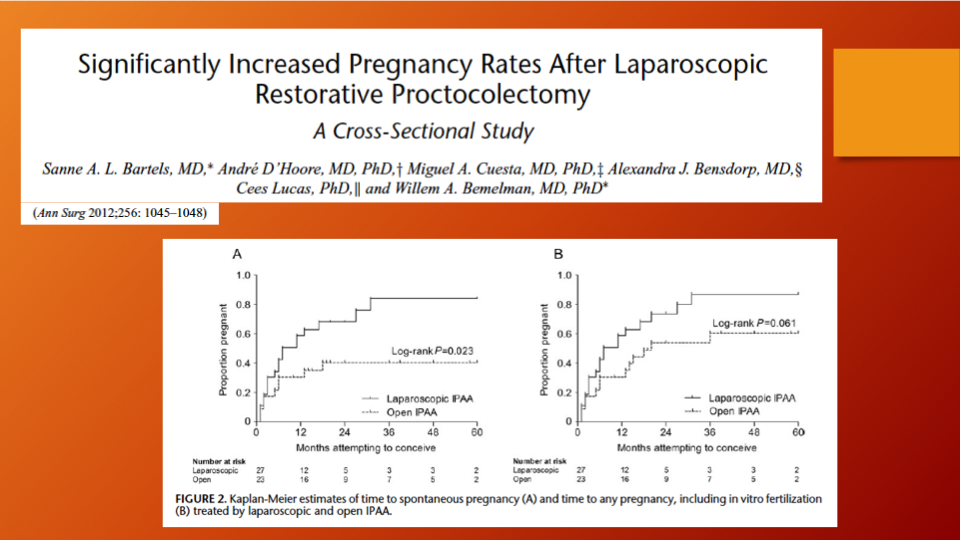 Significantly Increased Pregnancy Rates After Laparoscopic
Restorative Proctocolectomy
A Cross-Sectional Study
Sanne A. L. Bartels, MD,* André D'Hoore, MD, PhD,† Miguel A. Cuesta, MD, PhD,‡ Alexandra J. Bensdorp, MD,§
Cees Lucas, PhD,∥ and Willem A. Bemelman, MD, PhD*
(Ann Surg 2012;256: 1045–1048)
A
1.0
0.8
0.6
0.4
0.2
0
Proportion pregnant
Log-rank P=0.023
Laparoscopic IPAA
Open IPAA
0 12 24 36 48 60
Months attempting to conceive
Number at risk
Laparoscopic 27 12 5 3 3 2
Open 23 16 9 7 5 2
B
1.0
0.8
0.6
0.4
0.2
0
Proportion pregnant
Log-rank P=0.061
Laparoscopic IPAA
Open IPAA
0 12 24 36 48 60
Months attempting to conceive
Number at risk
Laparoscopic 27 12 5 3 3 2
Open 23 16 9 7 5 2
FIGURE 2. Kaplan-Meier estimates of time to spontaneous pregnancy (A) and time to any pregnancy, including in vitro fertilization
(B) treated by laparoscopic and open IPAA.